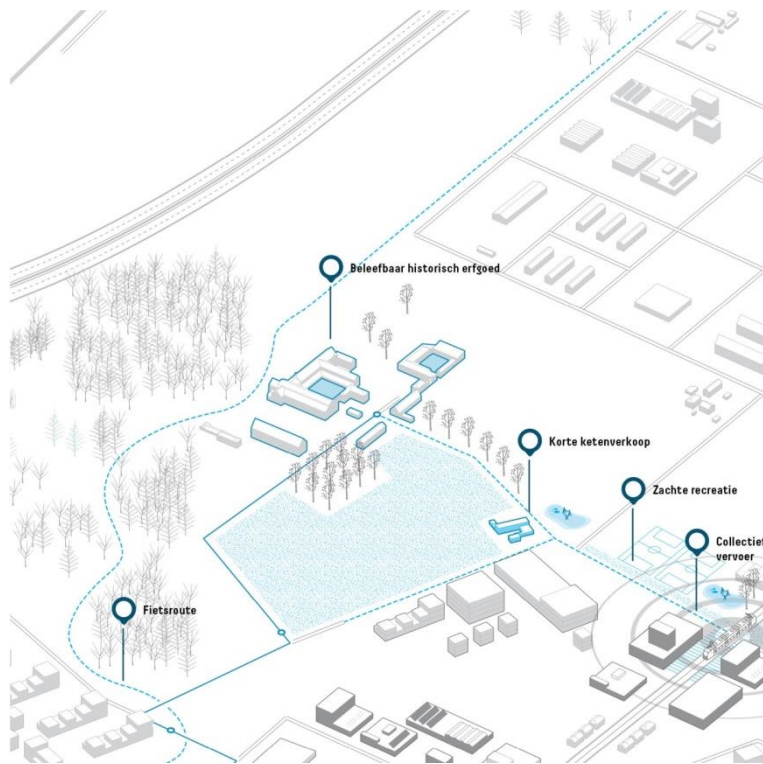 Beleefbaar historisch erfgoed
Korte ketenverkoop
Zachte recreatie
Collectief
vervoer
Fietsroute